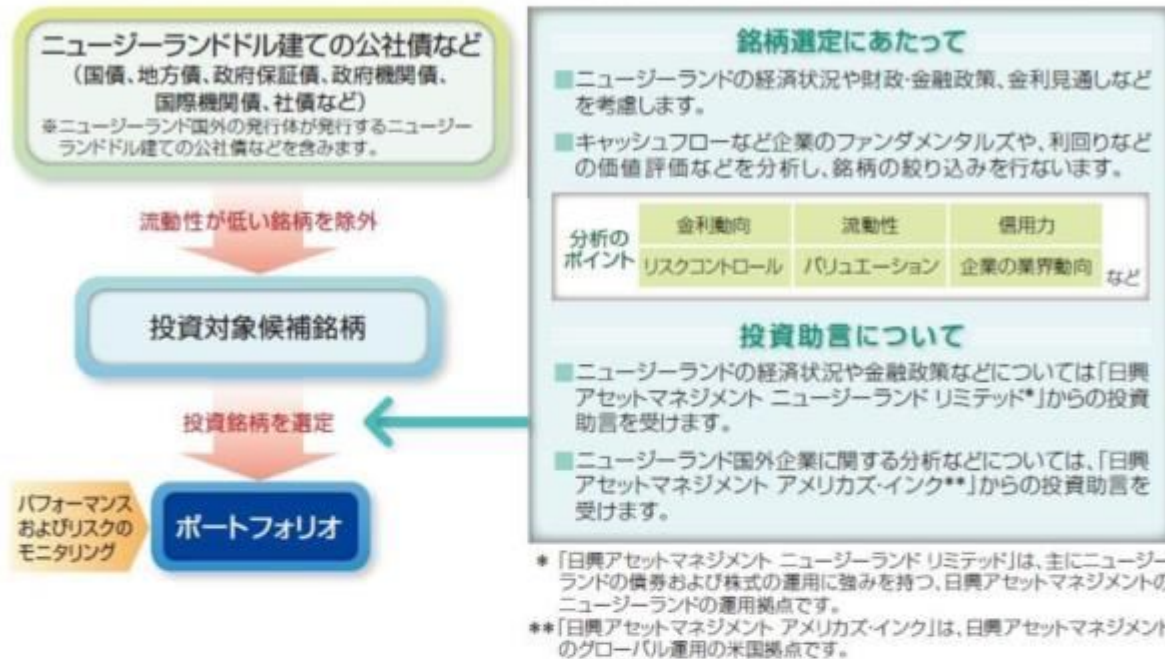 ニュージーランドドル建ての公社債など
（国債、地方債、政府保証債、政府機関債、
国際機関債、社債など）
※ニュージーランド国外の発行体が発行するニュージー
ランドドル建ての公社債などを含みます。
流動性が低い銘柄を除外
投資対象候補銘柄
投資銘柄を選定
パフォーマンス
およびリスクの
モニタリング
ポートフォリオ
銘柄選定にあたって
■ニュージーランドの経済状況や財政・金融政策、金利見通しなど
を考慮します。
■キャッシュフローなど企業のファンダメンタルズや、利回りなど
の価値評価などを分析し、銘柄の絞り込みを行ないます。
分析の
ポイント
金利動向 流動性 信用力
リスクコントロール バリュエーション 企業の業界動向
など
投資助言について
■ニュージーランドの経済状況や金融政策などについては「日興
アセットマネジメント ニュージーランド リミテッド*」からの投資
助言を受けます。
■ニュージーランド国外企業に関する分析などについては、「日興
アセットマネジメント アメリカズ・インク**」からの投資助言を
受けます。
* 「日興アセットマネジメント ニュージーランド リミテッド」は、主にニュージー
ランドの債券および株式の運用に強みを持つ、日興アセットマネジメントの
ニュージーランドの運用拠点です。
**「日興アセットマネジメント アメリカズ・インク」は、日興アセットマネジメント
のグローバル運用の米国拠点です。